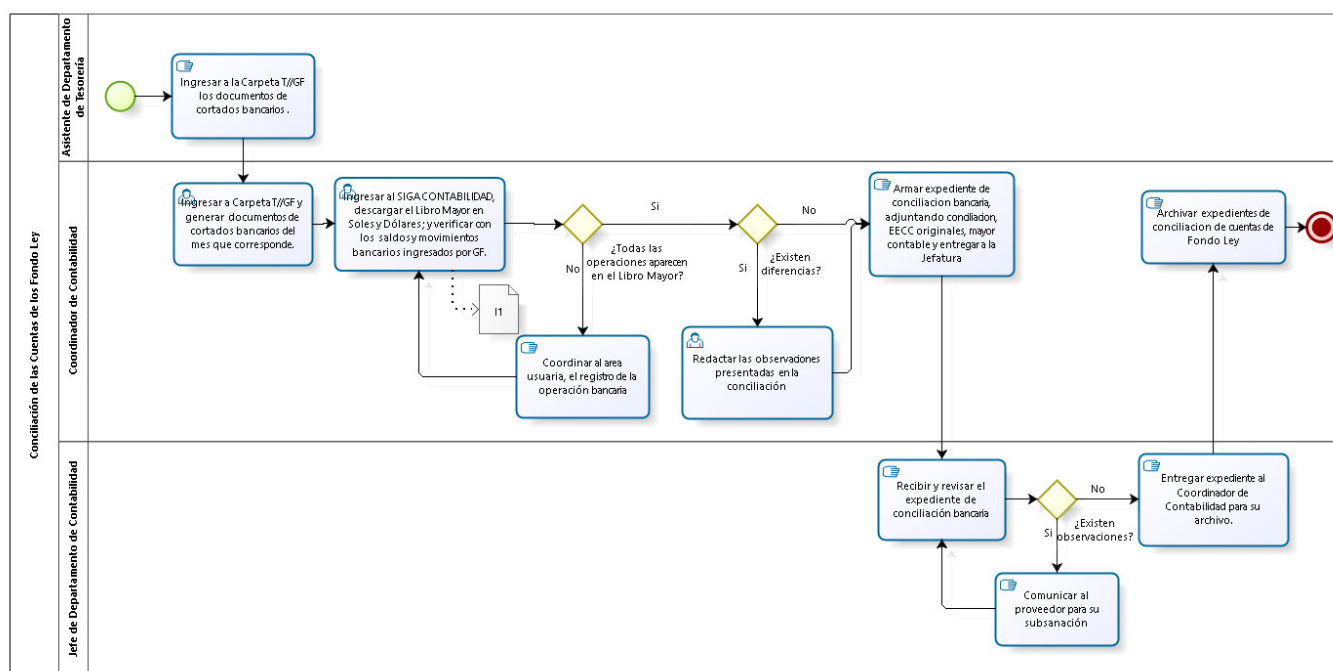 Conciliación de las Cuentas de los Fondo Ley
Asistente de Departamento
de Tesorería
Ingresar a la Carpeta T//GF
los documentos de
cortados bancarios .
Coordinador de Contabilidad
Ingresar a Carpeta T//GF y
generar documentos de
cortados bancarios del
mes que corresponde.
Ingresar al SIGA CONTABILIDAD,
descargar el Libro Mayor en
Soles y Dólares; y verificar con
los saldos y movimientos
bancarios ingresados por GF.
I1
Si
¿Todas las
operaciones aparecen
en el Libro Mayor?
No
Coordinar al area
usuaria, el registro de la
operación bancaria
No
¿Existen
diferencias?
Si
Redactar las observaciones
presentadas en la
conciliación
Armar expediente de
conciliacion bancaria,
adjuntando conciliacion,
EECC originales, mayor
contable y entregar a la
Jefatura
Archivar expedientes de
conciliacion de cuentas de
Fondo Ley
Jefe de Departamento de Contabilidad
Recibir y revisar el
expediente de
conciliación bancaria
No
¿Existen
observaciones?
Si
Comunicar al
proveedor para su
subsanación
Entregar expediente al
Coordinador de
Contabilidad para su
archivo.